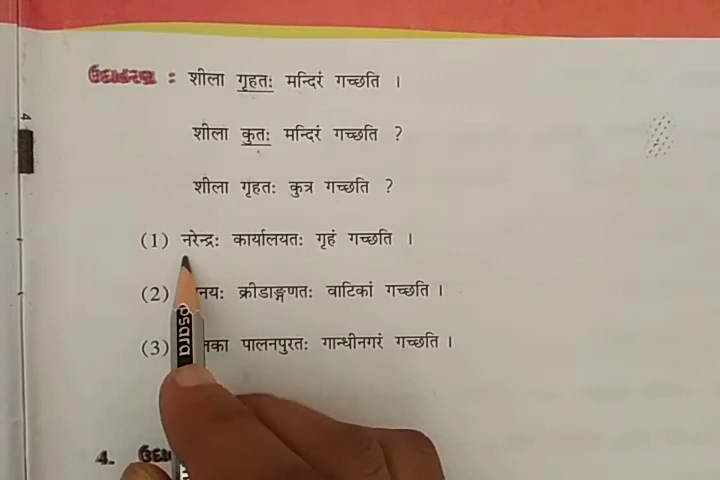 ઉદાહરણ : शीला गृहतः मन्दिरं गच्छति ।
शीला कुतः मन्दिरं गच्छति ?
शीला गृहतः कुत्र गच्छति ?
(1) नरेन्द्रः कार्यालयतः गृहं गच्छति ।
(2) क्रीडाङ्गणतः वाटिकां गच्छति ।
(3) पालनपुरतः गान्धीनगरं गच्छति ।
4.